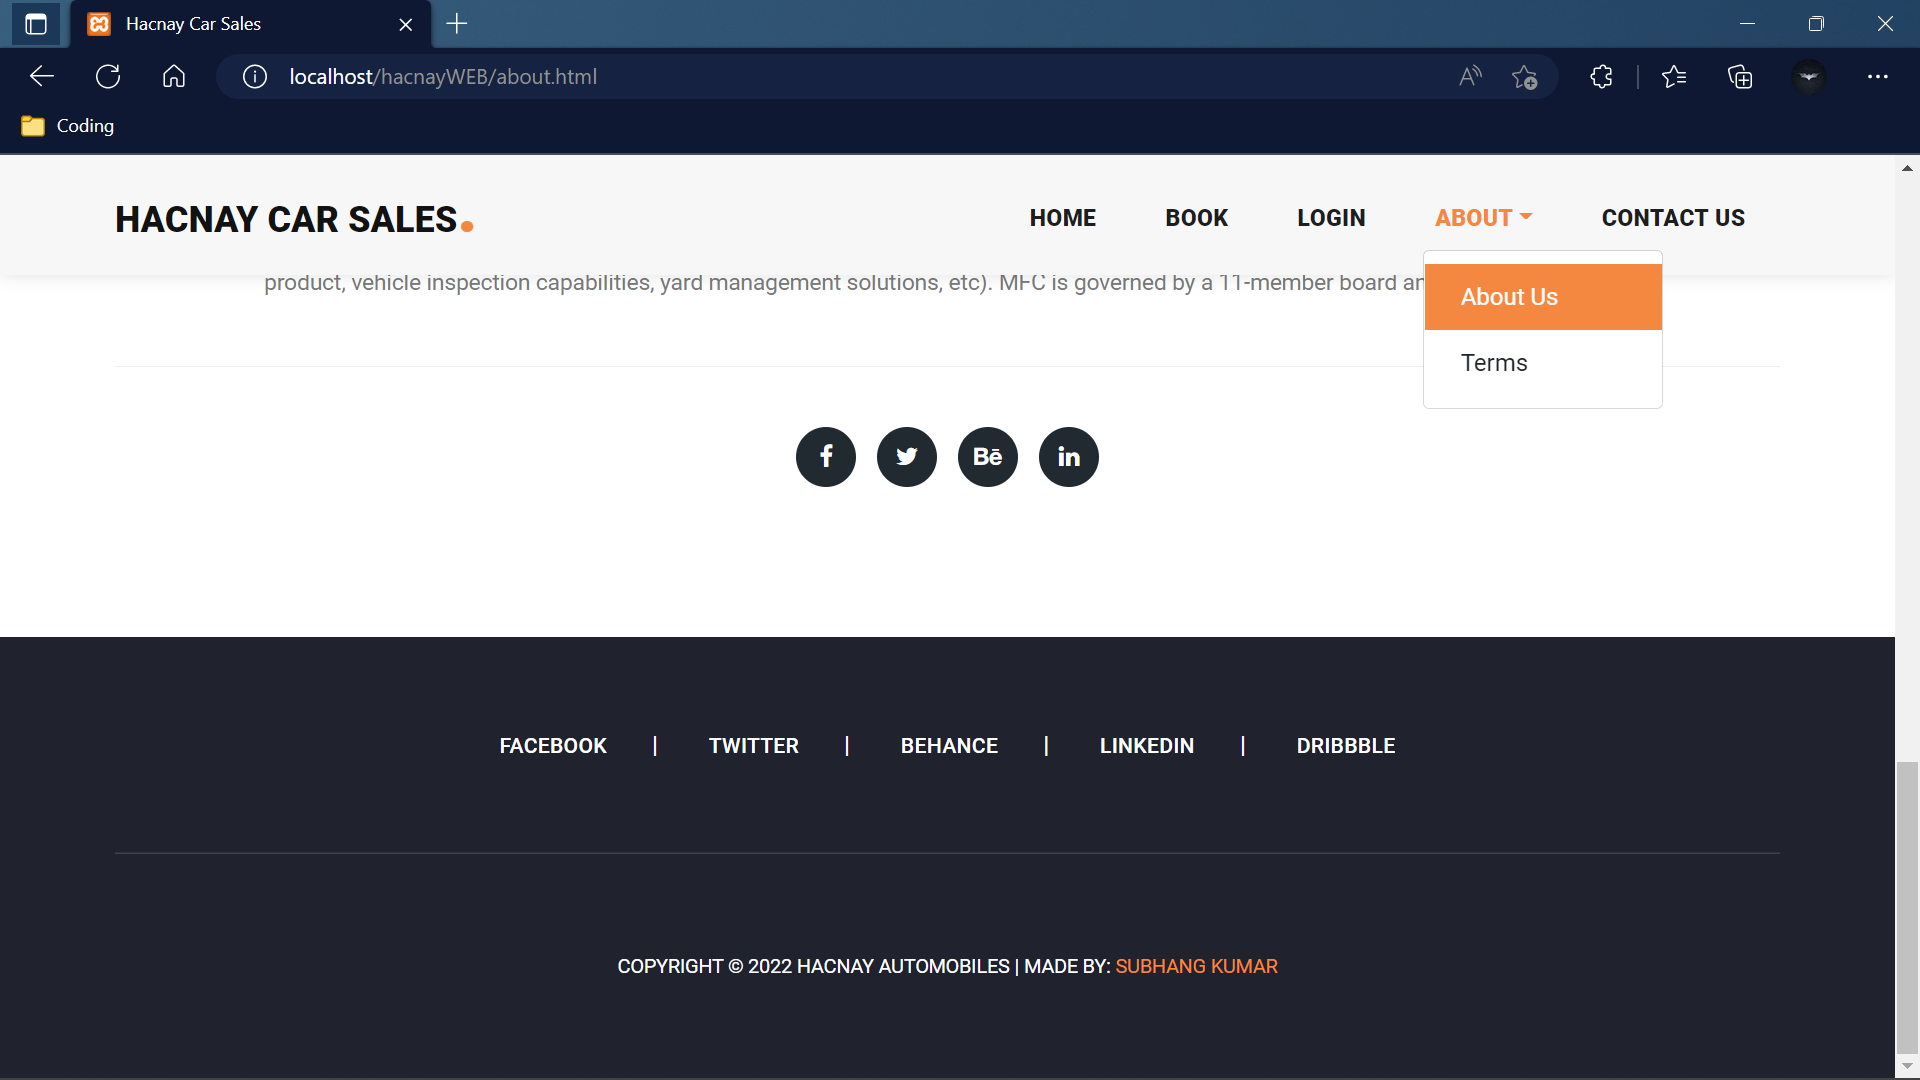 Hacnay Car Sales
localhost/hacnayWEB/about.html
Coding
HACNAY CAR SALES.
HOME BOOK LOGIN ABOUT CONTACT US
product, vehicle inspection capabilities, yard management solutions, etc). MFC is governed by a 11-member board
About Us
Terms
f Bē in
FACEBOOK | TWITTER | BEHANCE | LINKEDIN | DRIBBBLE
COPYRIGHT © 2022 HACNAY AUTOMOBILES | MADE BY: SUBHANG KUMAR